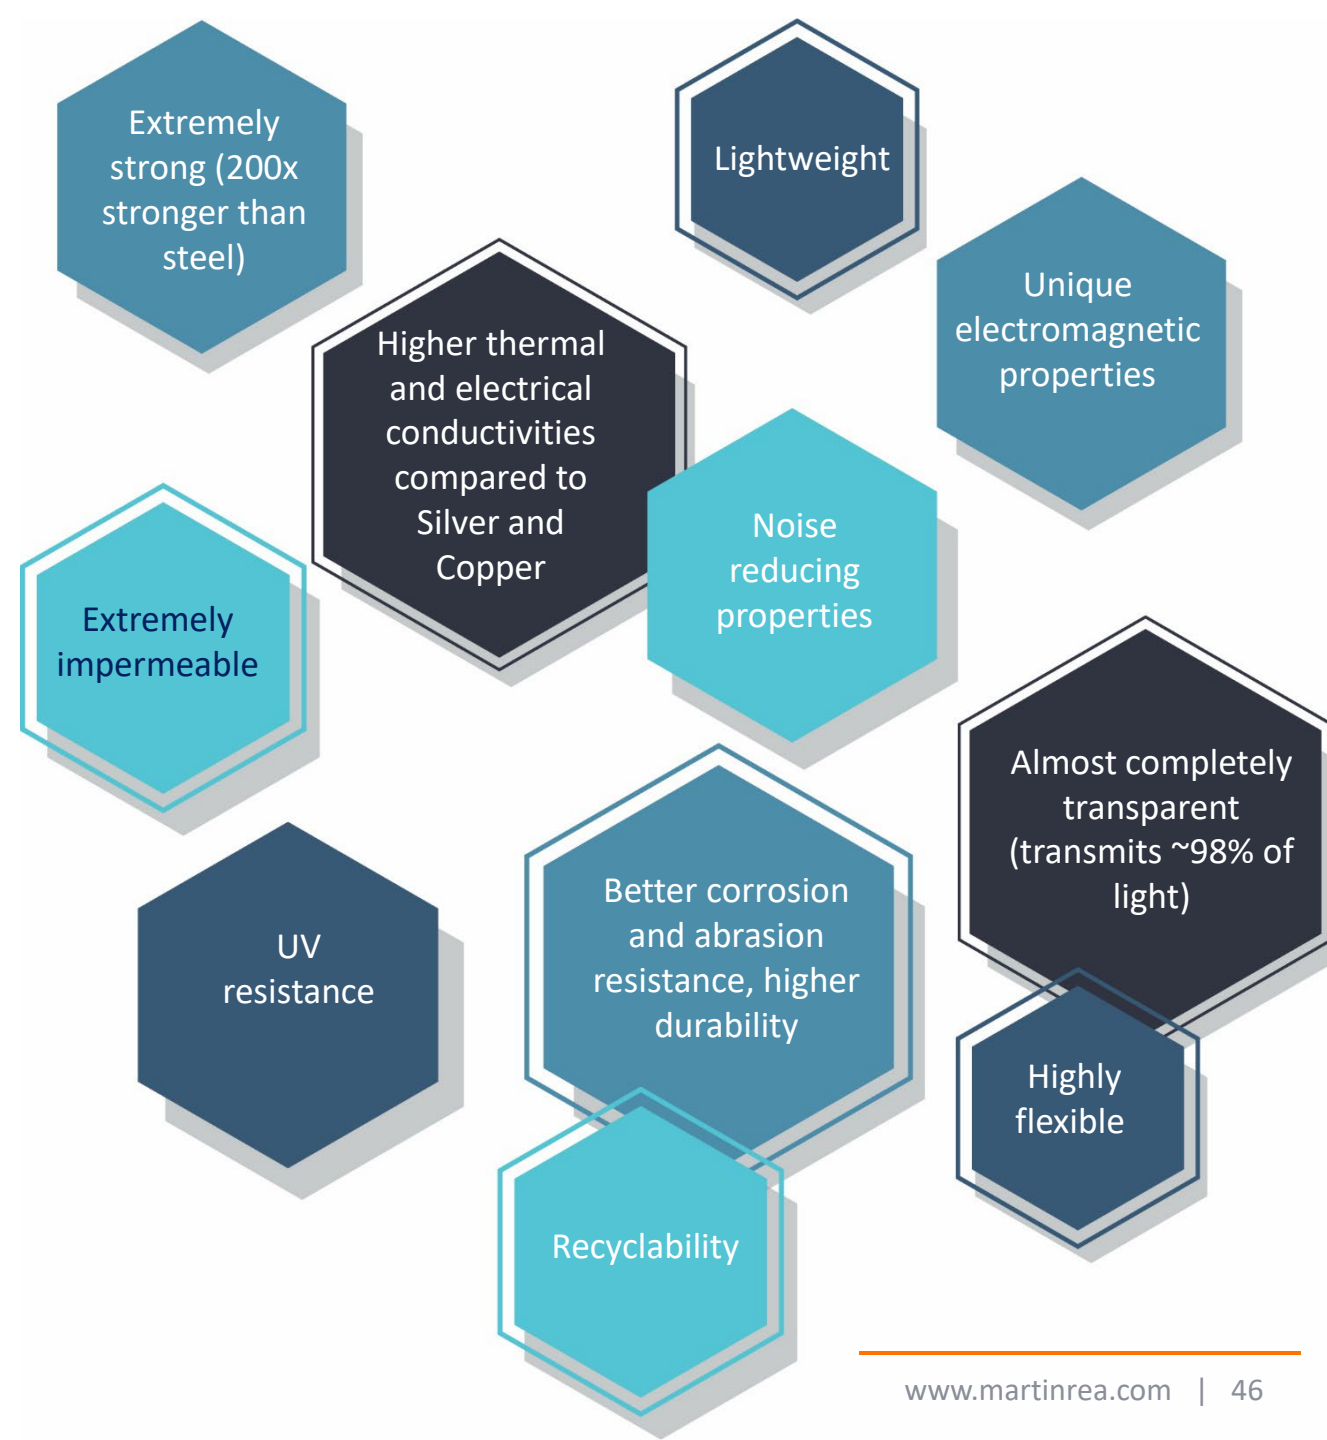 Extremely
strong (200x
stronger than
steel)
Lightweight
Unique
electromagnetic
properties
Higher thermal
and electrical
conductivities
compared to
Silver and
Copper
Noise
reducing
properties
Extremely
impermeable
Almost completely
transparent
(transmits ~98% of
light)
UV
resistance
Better corrosion
and abrasion
resistance, higher
durability
Highly
flexible
Recyclability
www.martinrea.com | 46